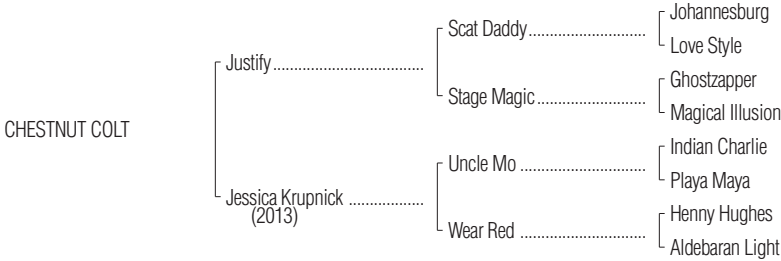 Johannesburg
Scat Daddy
Love Style
Justify
Ghostzapper
Stage Magic
Magical Illusion
CHESTNUT COLT
Indian Charlie
Uncle Mo
Playa Maya
Jessica Krupnick
(2013)
Henny Hughes
Wear Red
Aldebaran Light